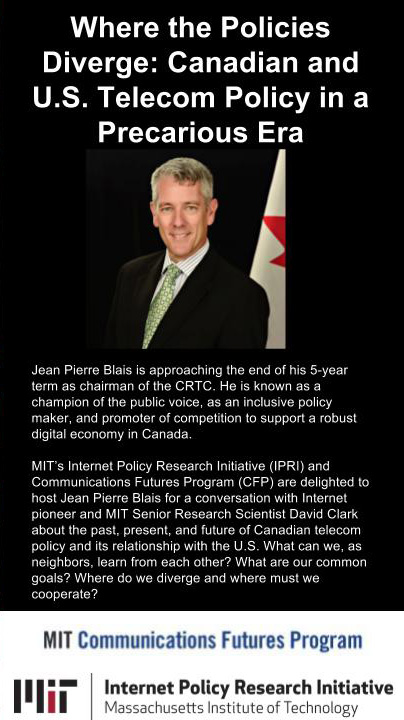 Where the Policies
Diverge: Canadian and
U.S. Telecom Policy in a
Precarious Era
Jean Pierre Blais is approaching the end of his 5-year
term as chairman of the CRTC. He is known as a
champion of the public voice, as an inclusive policy
maker, and promoter of competition to support a robust
digital economy in Canada.
MIT's Internet Policy Research Initiative (IPRI) and
Communications Futures Program (CFP) are delighted to
host Jean Pierre Blais for a conversation with Internet
pioneer and MIT Senior Research Scientist David Clark
about the past, present, and future of Canadian telecom
policy and its relationship with the U.S. What can we, as
neighbors, learn from each other? What are our common
goals? Where do we diverge and where must we
cooperate?
MIT Communications Futures Program
MIT
Internet Policy Research Initiative
Massachusetts Institute of Technology